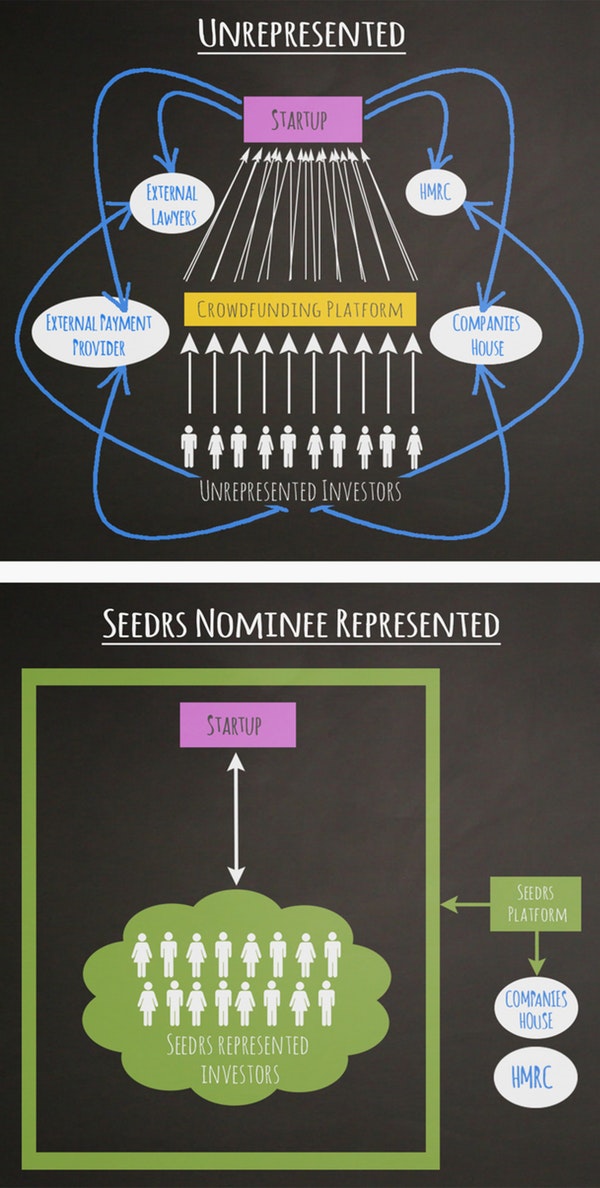 Unrepresented
Startup
External
Lawyers
HMRC
Crowdfunding Platform
External Payment
Provider
Companies
House
Unrepresented Investors
Seedrs Nominee Represented
Startup
Seedrs
Platform
Companies
House
HMRC
Seedrs represented
investors